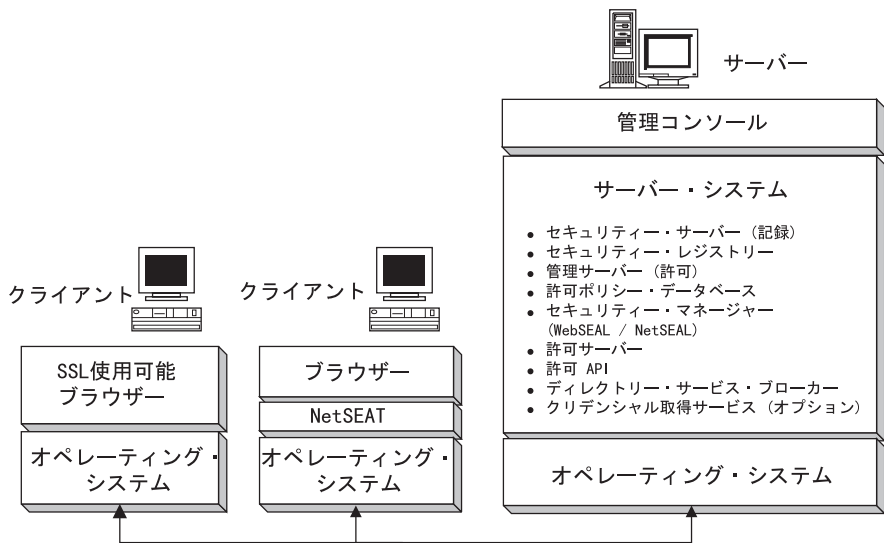 サーバー
管理コンソール
サーバー・システム
• セキュリティー・サーバー (記録)
• セキュリティー・レジストリー
• 管理サーバー (許可)
• 許可ポリシー・データベース
• セキュリティー・マネージャー
(WebSEAL / NetSEAL)
• 許可サーバー
• 許可 API
• ディレクトリー・サービス・ブローカー
• クリデンシャル取得サービス (オプション)
オペレーティング・システム
クライアント
SSL使用可能
ブラウザー
オペレーティング・
システム
クライアント
ブラウザー
NetSEAT
オペレーティング・
システム